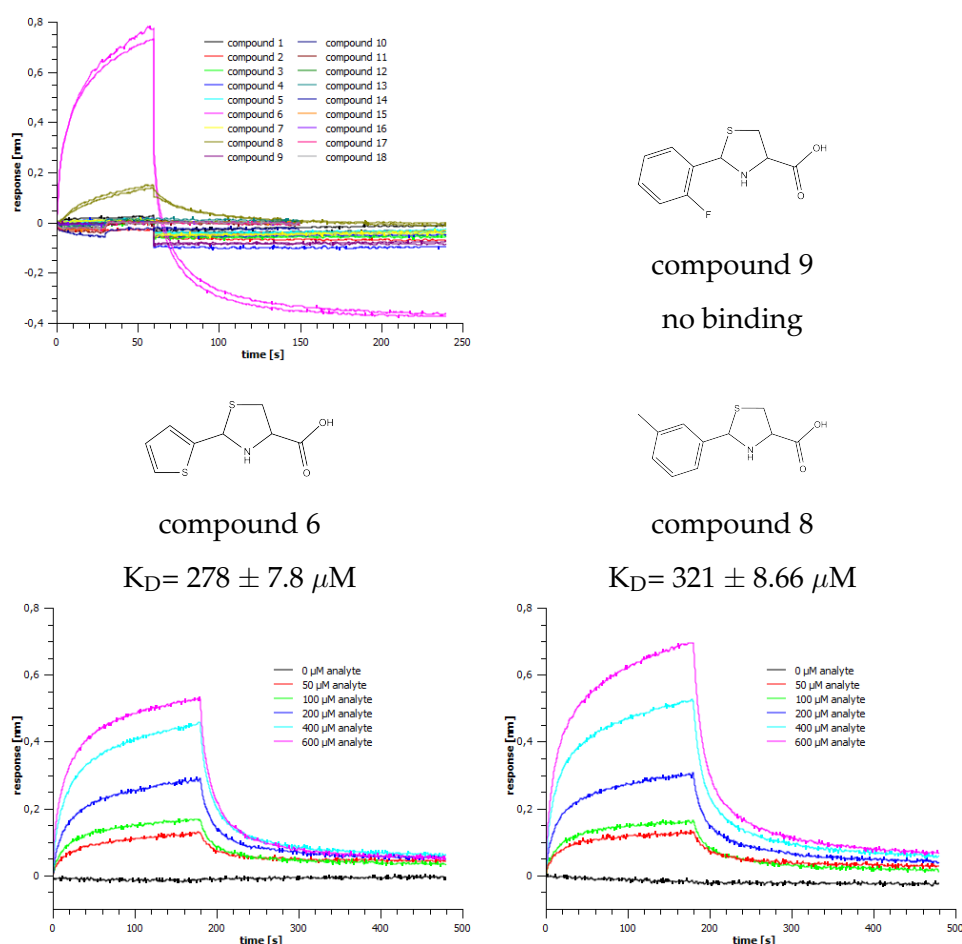 0,8
0,6
0,4
0,2
0
-0,2
-0,4
response [nm]
0 50 100 150 200 250
time [s]
compound 1 compound 10
compound 2 compound 11
compound 3 compound 12
compound 4 compound 13
compound 5 compound 14
compound 6 compound 15
compound 7 compound 16
compound 8 compound 17
compound 9 compound 18
S
OH
NH
O
F
compound 9
no binding
S
OH
NH
O
S
compound 6
K_D= 278 ± 7.8 µM
S
OH
NH
O
compound 8
K_D= 321 ± 8.66 µM
0,8
0,6
0,4
0,2
0
response [nm]
0 100 200 300 400 500
time [s]
0 µM analyte
50 µM analyte
100 µM analyte
200 µM analyte
400 µM analyte
600 µM analyte
0,8
0,6
0,4
0,2
0
response [nm]
0 100 200 300 400 500
time [s]
0 µM analyte
50 µM analyte
100 µM analyte
200 µM analyte
400 µM analyte
600 µM analyte